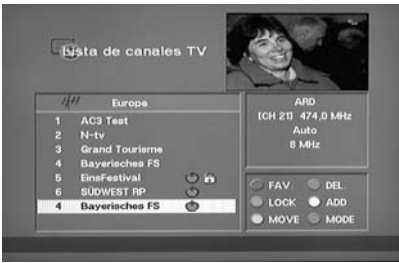 Lista de canales TV
Europe
1 AC3 Test
2 N-tv
3 Grand Tourisme
4 Bayerisches FS
5 EinsFestival
6 SÜDWEST RP
4 Bayerisches FS
ARD
[CH 21] 474,0 MHz
Auto
8 MHz
FAV. DEL.
LOCK ADD
MOVE MODE